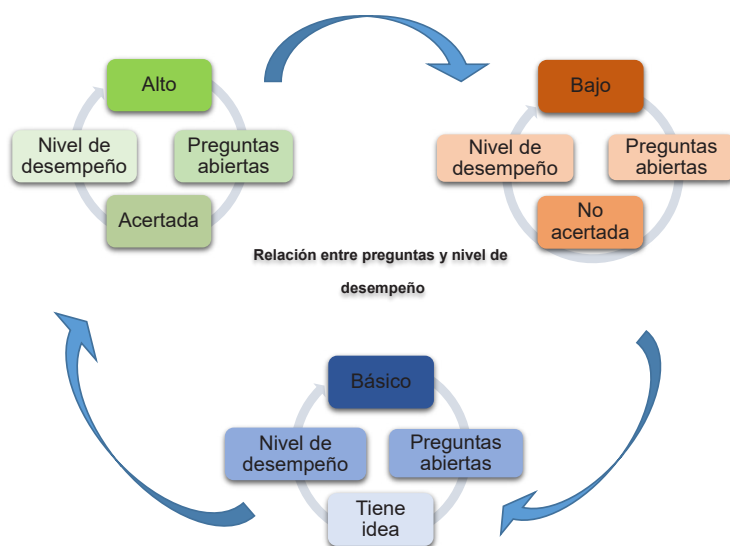 Alto
Nivel de
desempeño
Preguntas
abiertas
Acertada
Bajo
Nivel de
desempeño
Preguntas
abiertas
No
acertada
Relación entre preguntas y nivel de
desempeño
Básico
Nivel de
desempeño
Preguntas
abiertas
Tiene
idea